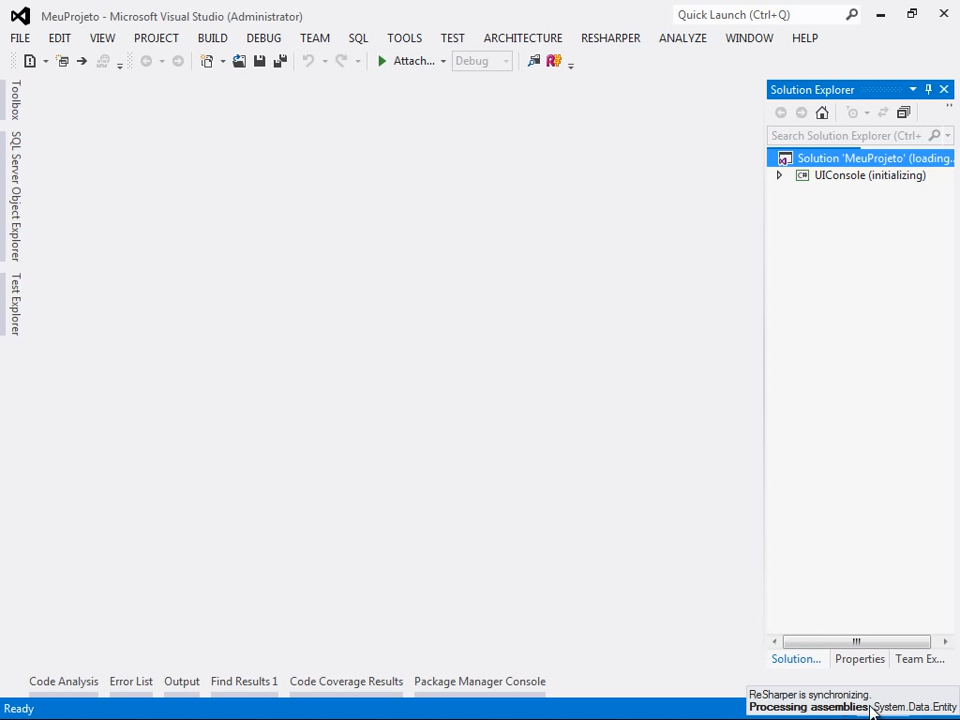 MeuProjeto - Microsoft Visual Studio (Administrator)
Quick Launch (Ctrl+Q)
FILE EDIT VIEW PROJECT BUILD DEBUG TEAM SQL TOOLS TEST ARCHITECTURE RESHARPER ANALYZE WINDOW HELP
Attach... Debug
Toolbox
SQL Server Object Explorer
Test Explorer
Solution Explorer
Search Solution Explorer (Ctrl+
Solution 'MeuProjeto' (loading..
UIConsole (initializing)
Solution... Properties Team Ex...
Code Analysis Error List Output Find Results 1 Code Coverage Results Package Manager Console
ReSharper is synchronizing.
Processing assemblies: System.Data.Entity
Ready